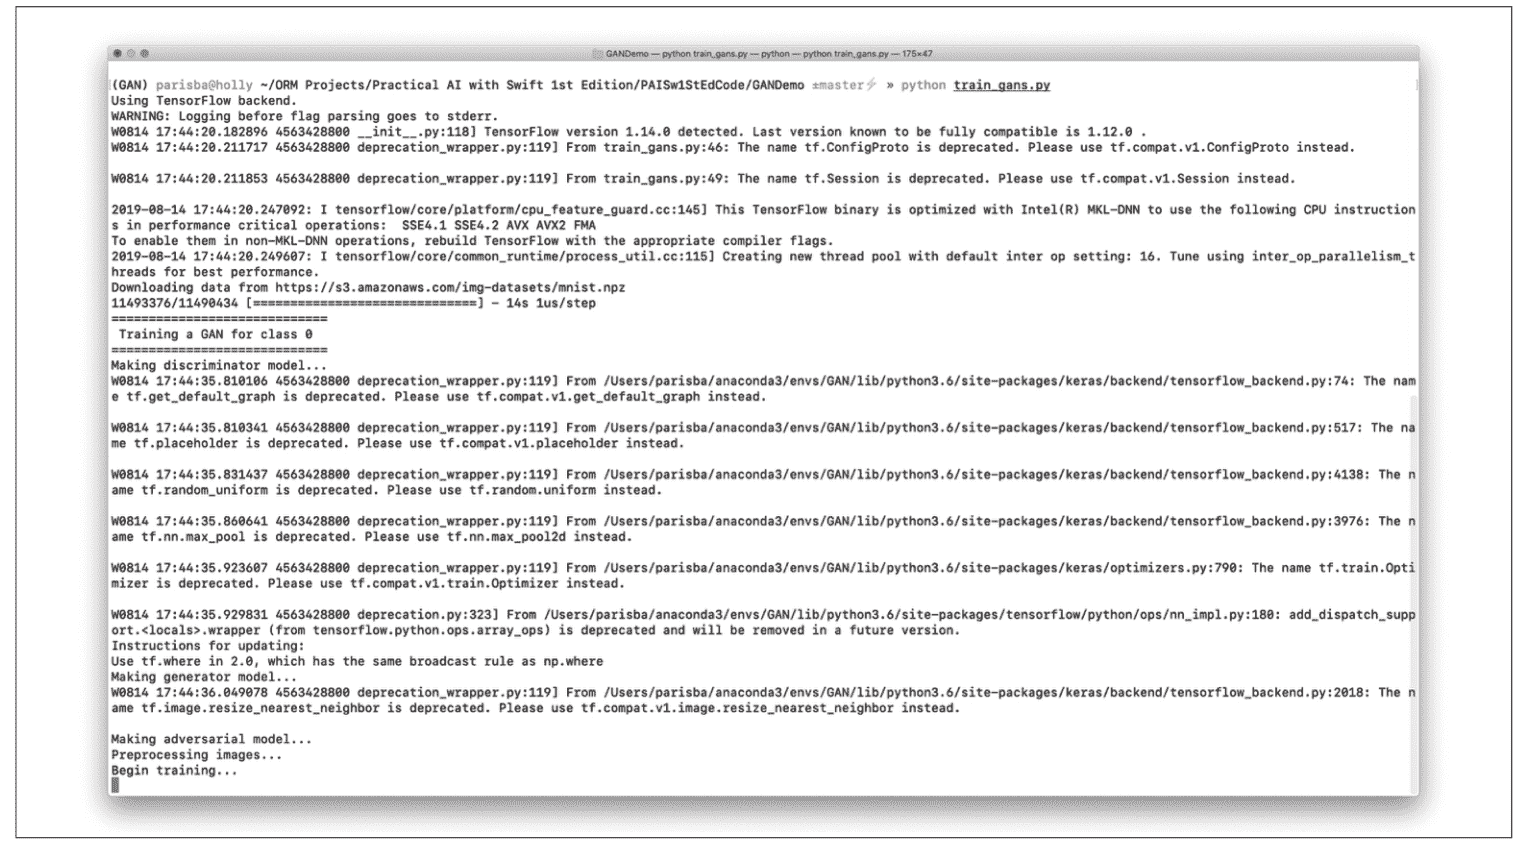 GANDemo — python train_gans.py — python — python train_gans.py — 175×47
(GAN) parisba@holly ~/ORM Projects/Practical AI with Swift 1st Edition/PAISw1StEdCode/GANDemo ±master⚡ » python train_gans.py
Using TensorFlow backend.
WARNING: Logging before flag parsing goes to stderr.
W0814 17:44:20.182896 4563428800 __init__.py:118] TensorFlow version 1.14.0 detected. Last version known to be fully compatible is 1.12.0 .
W0814 17:44:20.211717 4563428800 deprecation_wrapper.py:119] From train_gans.py:46: The name tf.ConfigProto is deprecated. Please use tf.compat.v1.ConfigProto instead.
W0814 17:44:20.211853 4563428800 deprecation_wrapper.py:119] From train_gans.py:49: The name tf.Session is deprecated. Please use tf.compat.v1.Session instead.
2019-08-14 17:44:20.247092: I tensorflow/core/platform/cpu_feature_guard.cc:145] This TensorFlow binary is optimized with Intel(R) MKL-DNN to use the following CPU instruction
s in performance critical operations:  SSE4.1 SSE4.2 AVX AVX2 FMA
To enable them in non-MKL-DNN operations, rebuild TensorFlow with the appropriate compiler flags.
2019-08-14 17:44:20.249607: I tensorflow/core/common_runtime/process_util.cc:115] Creating new thread pool with default inter op setting: 16. Tune using inter_op_parallelism_t
hreads for best performance.
Downloading data from https://s3.amazonaws.com/img-datasets/mnist.npz
11493376/11490434 [==============================] - 14s 1us/step
=============================
Training a GAN for class 0
=============================
Making discriminator model...
W0814 17:44:35.810106 4563428800 deprecation_wrapper.py:119] From /Users/parisba/anaconda3/envs/GAN/lib/python3.6/site-packages/keras/backend/tensorflow_backend.py:74: The nam
e tf.get_default_graph is deprecated. Please use tf.compat.v1.get_default_graph instead.
W0814 17:44:35.810341 4563428800 deprecation_wrapper.py:119] From /Users/parisba/anaconda3/envs/GAN/lib/python3.6/site-packages/keras/backend/tensorflow_backend.py:517: The na
me tf.placeholder is deprecated. Please use tf.compat.v1.placeholder instead.
W0814 17:44:35.831437 4563428800 deprecation_wrapper.py:119] From /Users/parisba/anaconda3/envs/GAN/lib/python3.6/site-packages/keras/backend/tensorflow_backend.py:4138: The n
ame tf.random_uniform is deprecated. Please use tf.random.uniform instead.
W0814 17:44:35.860641 4563428800 deprecation_wrapper.py:119] From /Users/parisba/anaconda3/envs/GAN/lib/python3.6/site-packages/keras/backend/tensorflow_backend.py:3976: The n
ame tf.nn.max_pool is deprecated. Please use tf.nn.max_pool2d instead.
W0814 17:44:35.923607 4563428800 deprecation_wrapper.py:119] From /Users/parisba/anaconda3/envs/GAN/lib/python3.6/site-packages/keras/optimizers.py:790: The name tf.train.Opti
mizer is deprecated. Please use tf.compat.v1.train.Optimizer instead.
W0814 17:44:35.929831 4563428800 deprecation.py:323] From /Users/parisba/anaconda3/envs/GAN/lib/python3.6/site-packages/tensorflow/python/ops/nn_impl.py:180: add_dispatch_supp
ort.<locals>.wrapper (from tensorflow.python.ops.array_ops) is deprecated and will be removed in a future version.
Instructions for updating:
Use tf.where in 2.0, which has the same broadcast rule as np.where
Making generator model...
W0814 17:44:36.049078 4563428800 deprecation_wrapper.py:119] From /Users/parisba/anaconda3/envs/GAN/lib/python3.6/site-packages/keras/backend/tensorflow_backend.py:2018: The n
ame tf.image.resize_nearest_neighbor is deprecated. Please use tf.compat.v1.image.resize_nearest_neighbor instead.
Making adversarial model...
Preprocessing images...
Begin training...